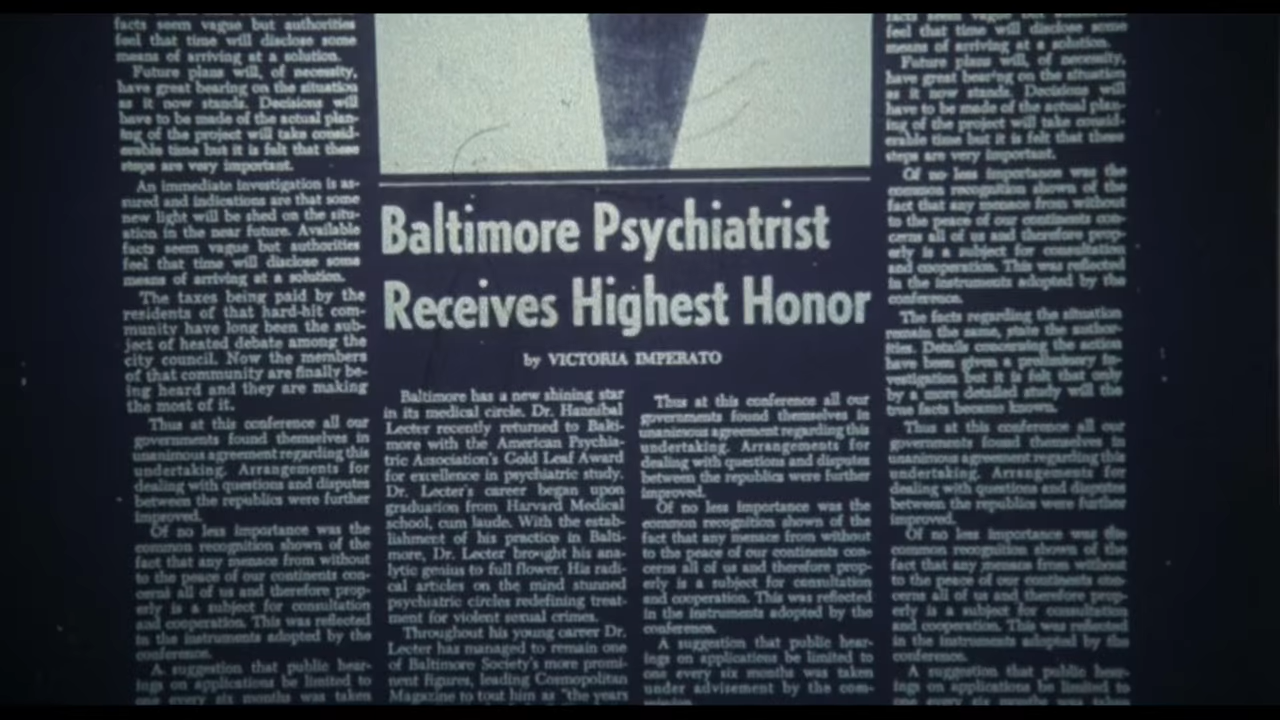 facts seem vague but authorities
feel that time will disclose some
means of arriving at a solution.
Future plans will, of necessity,
have great bearing on the situation
as it now stands. Decisions will
have to be made of the actual plan-
ing of the project will take consid-
erable time but it is felt that these
steps are very important.
An immediate investigation is as-
sured and indications are that some
new light will be shed on the situ-
ation in the near future. Available
facts seem vague but authorities
feel that time will disclose some
means of arriving at a solution.
The taxes being paid by the
residents of that hard-hit com-
munity have long been the sub-
ject of heated debate among the
city council. Now the members
of that community are finally be-
ing heard and they are making
the most of it.
Thus at this conference all our
governments found themselves in
unanimous agreement regarding this
undertaking. Arrangements for
dealing with questions and disputes
between the republics were further
improved.
Of no less importance was the
common recognition shown of the
fact that any menace from without
to the peace of our continents con-
cerns all of us and therefore prop-
erly is a subject for consultation
and cooperation. This was reflected
in the instruments adopted by the
conference.
A suggestion that public hear-
ings on applications be limited to
one every six months was taken
Baltimore Psychiatrist
Receives Highest Honor
by VICTORIA IMPERATO
Baltimore has a new shining star
in its medical circle. Dr. Hannibal
Lecter recently returned to Balti-
more with the American Psychia-
tric Association's Gold Leaf Award
for excellence in psychiatric study.
Dr. Lecter's career began upon
graduation from Harvard Medical
school, cum laude. With the estab-
lishment of his practice in Balti-
more, Dr. Lecter brought his ana-
lytic genius to full flower. His radi-
cal articles on the mind stunned
psychiatric circles redefining treat-
ment for violent sexual crimes.
Throughout his young career Dr.
Lecter has managed to remain one
of Baltimore Society's more promi-
nent figures, leading Cosmopolitan
Magazine to tout him as "the years
Thus at this conference all our
governments found themselves in
unanimous agreement regarding this
undertaking. Arrangements for
dealing with questions and disputes
between the republics were further
improved.
Of no less importance was the
common recognition shown of the
fact that any menace from without
to the peace of our continents con-
cerns all of us and therefore prop-
erly is a subject for consultation
and cooperation. This was reflected
in the instruments adopted by the
conference.
A suggestion that public hear-
ings on applications be limited to
one every six months was taken
under advisement by the com-
mission.
facts seem vague but
feel that time will disclose some
means of arriving at a solution.
Future plans will, of necessity,
have great bearing on the situation
as it now stands. Decisions will
have to be made of the actual plan-
ing of the project will take consid-
erable time but it is felt that these
steps are very important.
Of no less importance was the
common recognition shown of the
fact that any menace from without
to the peace of our continents con-
cerns all of us and therefore prop-
erly is a subject for consultation
and cooperation. This was reflected
in the instruments adopted by the
conference.
The facts regarding the situation
remain the same, state the author-
ities. Details concerning the action
have been given a preliminary in-
vestigation but it is felt that only
by a more detailed study will the
true facts become known.
Thus at this conference all our
governments found themselves in
unanimous agreement regarding this
undertaking. Arrangements for
dealing with questions and disputes
between the republics were further
improved.
Of no less importance was the
common recognition shown of the
fact that any menace from without
to the peace of our continents con-
cerns all of us and therefore prop-
erly is a subject for consultation
and cooperation. This was reflected
in the instruments adopted by the
conference.
A suggestion that public hear-
ings on applications be limited to
one every six months was taken